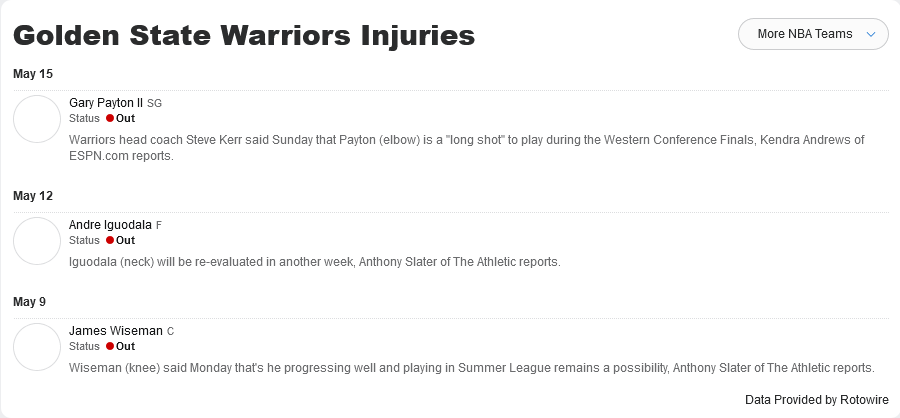 Golden State Warriors Injuries
More NBA Teams
May 15
Gary Payton II SG
Status Out
Warriors head coach Steve Kerr said Sunday that Payton (elbow) is a "long shot" to play during the Western Conference Finals, Kendra Andrews of
ESPN.com reports.
May 12
Andre Iguodala F
Status Out
Iguodala (neck) will be re-evaluated in another week, Anthony Slater of The Athletic reports.
May 9
James Wiseman C
Status Out
Wiseman (knee) said Monday that's he progressing well and playing in Summer League remains a possibility, Anthony Slater of The Athletic reports.
Data Provided by Rotowire